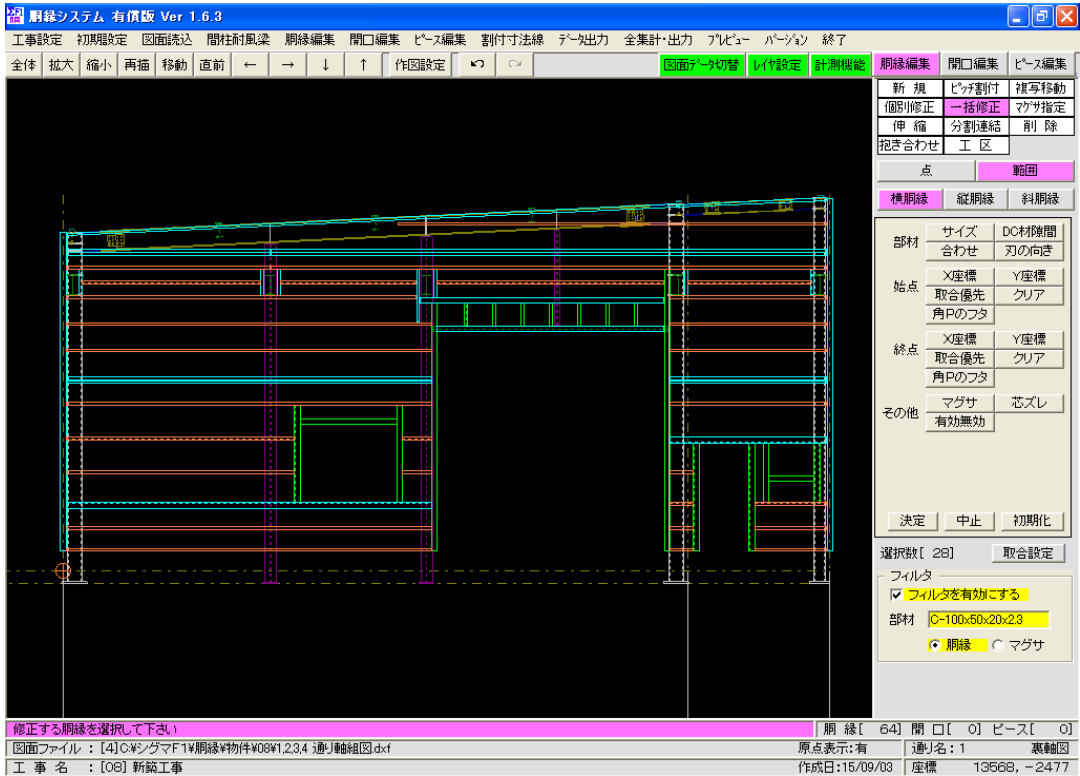 胴縁システム 有償版 Ver 1.6.3
工事設定 初期設定 図面読込 間柱耐風梁 胴縁編集 開口編集 ﾋﾟｰｽ編集 割付寸法線 ﾃﾞｰﾀ出力 全集計・出力 ﾌﾟﾚﾋﾞｭｰ ﾊﾞｰｼﾞｮﾝ 終了
全体 拡大 縮小 再描 移動 直前 ← → ↓ ↑ 作図設定 図面ﾃﾞｰﾀ切替 ﾚｲﾔ設定 計測機能 胴縁編集 開口編集 ﾋﾟｰｽ編集
新 規 ﾋﾟｯﾁ割付 複写移動
個別修正 一括修正 ﾏｸﾞｻ指定
伸 縮 分割連結 削 除
抱き合わせ 工 区
点 範囲
横胴縁 縦胴縁 斜胴縁
部材 サイズ DC材隙間
合わせ 刃の向き
始点 X座標 Y座標
取合優先 クリア
角Pのフタ
終点 X座標 Y座標
取合優先 クリア
角Pのフタ
その他 マグサ 芯ズレ
有効無効
決定 中止 初期化
選択数[ 28] 取合設定
フィルタ
フィルタを有効にする
部材 C-100x50x20x2.3
胴縁 マグサ
修正する胴縁を選択して下さい 胴 縁[ 64] 開 口[ 0] ピース[ 0]
図面ファイル : [4]C:¥シグマF1¥胴縁¥物件¥08¥1,2,3,4 通り軸組図.dxf 原点表示:有 通り名:1 裏軸図
工 事 名 : [08] 新築工事 作成日:15/09/03 座標 13568, -2477